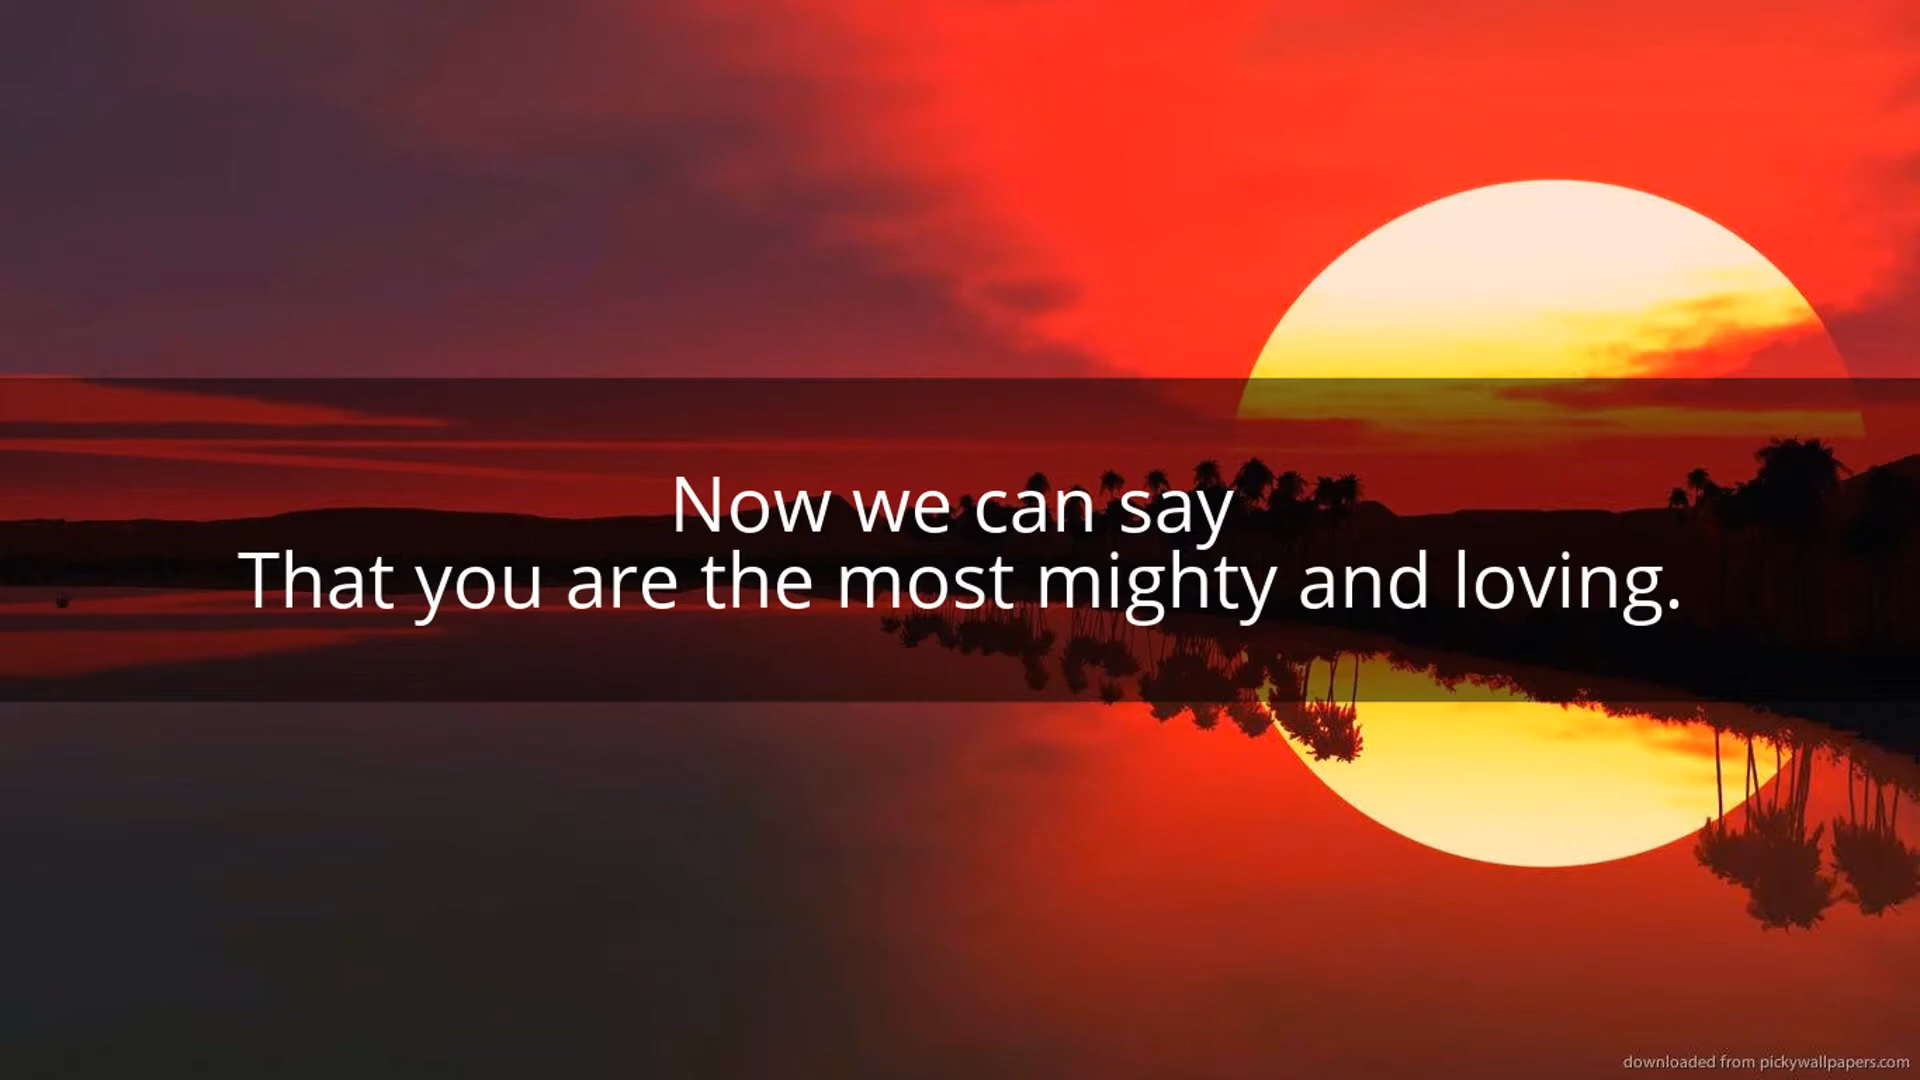 Now we can say
That you are the most mighty and loving.
downloaded from pickywallpapers.com